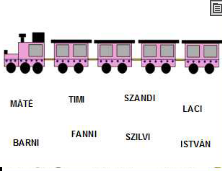 MÁTÉ TIMI SZANDI LACI
BARNI FANNI SZILVI ISTVÁN